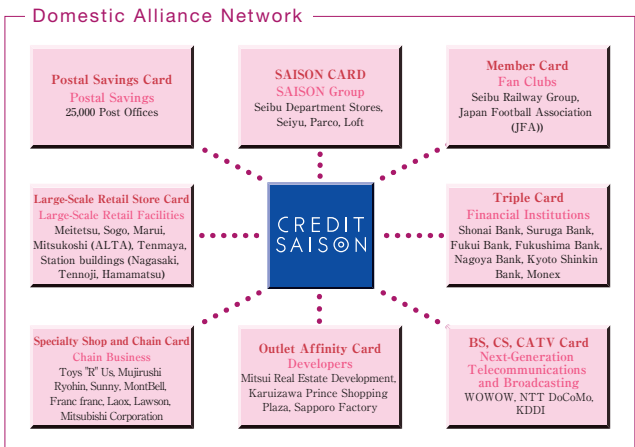 Domestic Alliance Network
Postal Savings Card
Postal Savings
25,000 Post Offices
SAISON CARD
SAISON Group
Seibu Department Stores,
Seiyu, Parco, Loft
Member Card
Fan Clubs
Seibu Railway Group,
Japan Football Association
(JFA))
Large-Scale Retail Store Card
Large-Scale Retail Facilities
Meitetsu, Sogo, Marui,
Mitsukoshi (ALTA), Tenmaya,
Station buildings (Nagasaki,
Tennoji, Hamamatsu)
CREDIT
SAISON
Triple Card
Financial Institutions
Shonai Bank, Suruga Bank,
Fukui Bank, Fukushima Bank,
Nagoya Bank, Kyoto Shinkin
Bank, Monex
Specialty Shop and Chain Card
Chain Business
Toys "R" Us, Mujirushi
Ryohin, Sunny, MontBell,
Franc franc, Laox, Lawson,
Mitsubishi Corporation
Outlet Affinity Card
Developers
Mitsui Real Estate Development,
Karuizawa Prince Shopping
Plaza, Sapporo Factory
BS, CS, CATV Card
Next-Generation
Telecommunications
and Broadcasting
WOWOW, NTT DoCoMo,
KDDI